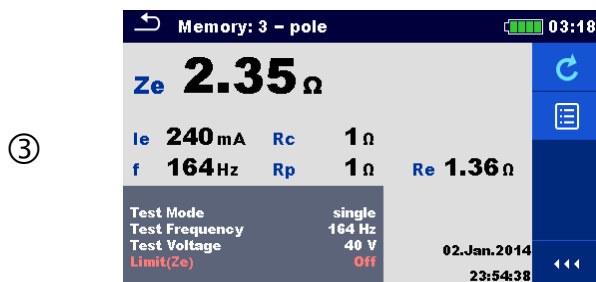 ③
Memory: 3 – pole 03:18
Ze 2.35 Ω
Ie 240 mA Rc 1 Ω
f 164 Hz Rp 1 Ω Re 1.36 Ω
Test Mode single
Test Frequency 164 Hz
Test Voltage 40 V
Limit(Ze) Off
02.Jan.2014
23:54:38